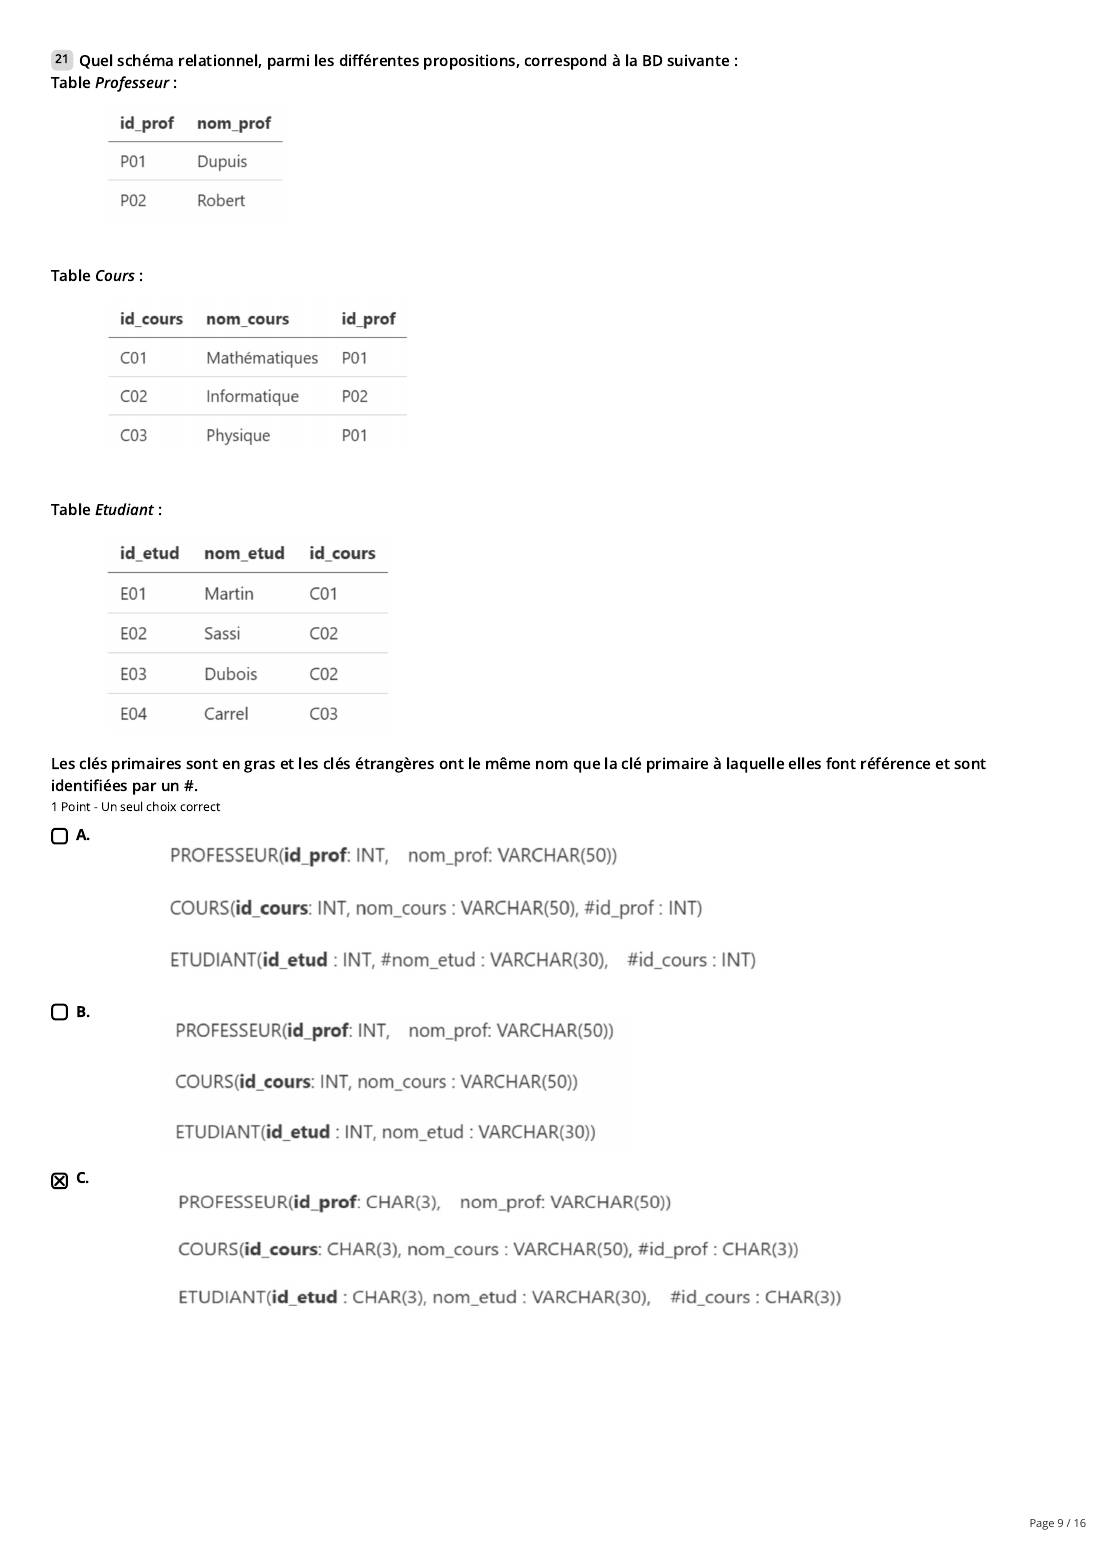 21 Quel schéma relationnel, parmi les différentes propositions, correspond à la BD suivante :
Table Professeur :
id_prof nom_prof
P01 Dupuis
P02 Robert
Table Cours :
id_cours nom_cours id_prof
C01 Mathématiques P01
C02 Informatique P02
C03 Physique P01
Table Etudiant :
id_etud nom_etud id_cours
E01 Martin C01
E02 Sassi C02
E03 Dubois C02
E04 Carrel C03
Les clés primaires sont en gras et les clés étrangères ont le même nom que la clé primaire à laquelle elles font référence et sont
identifiées par un #.
1 Point - Un seul choix correct
A.
PROFESSEUR(id_prof: INT, nom_prof: VARCHAR(50))
COURS(id_cours: INT, nom_cours : VARCHAR(50), #id_prof : INT)
ETUDIANT(id_etud : INT, #nom_etud : VARCHAR(30), #id_cours : INT)
B.
PROFESSEUR(id_prof: INT, nom_prof: VARCHAR(50))
COURS(id_cours: INT, nom_cours : VARCHAR(50))
ETUDIANT(id_etud : INT, nom_etud : VARCHAR(30))
C.
PROFESSEUR(id_prof: CHAR(3), nom_prof: VARCHAR(50))
COURS(id_cours: CHAR(3), nom_cours : VARCHAR(50), #id_prof : CHAR(3))
ETUDIANT(id_etud : CHAR(3), nom_etud : VARCHAR(30), #id_cours : CHAR(3))
Page 9 / 16